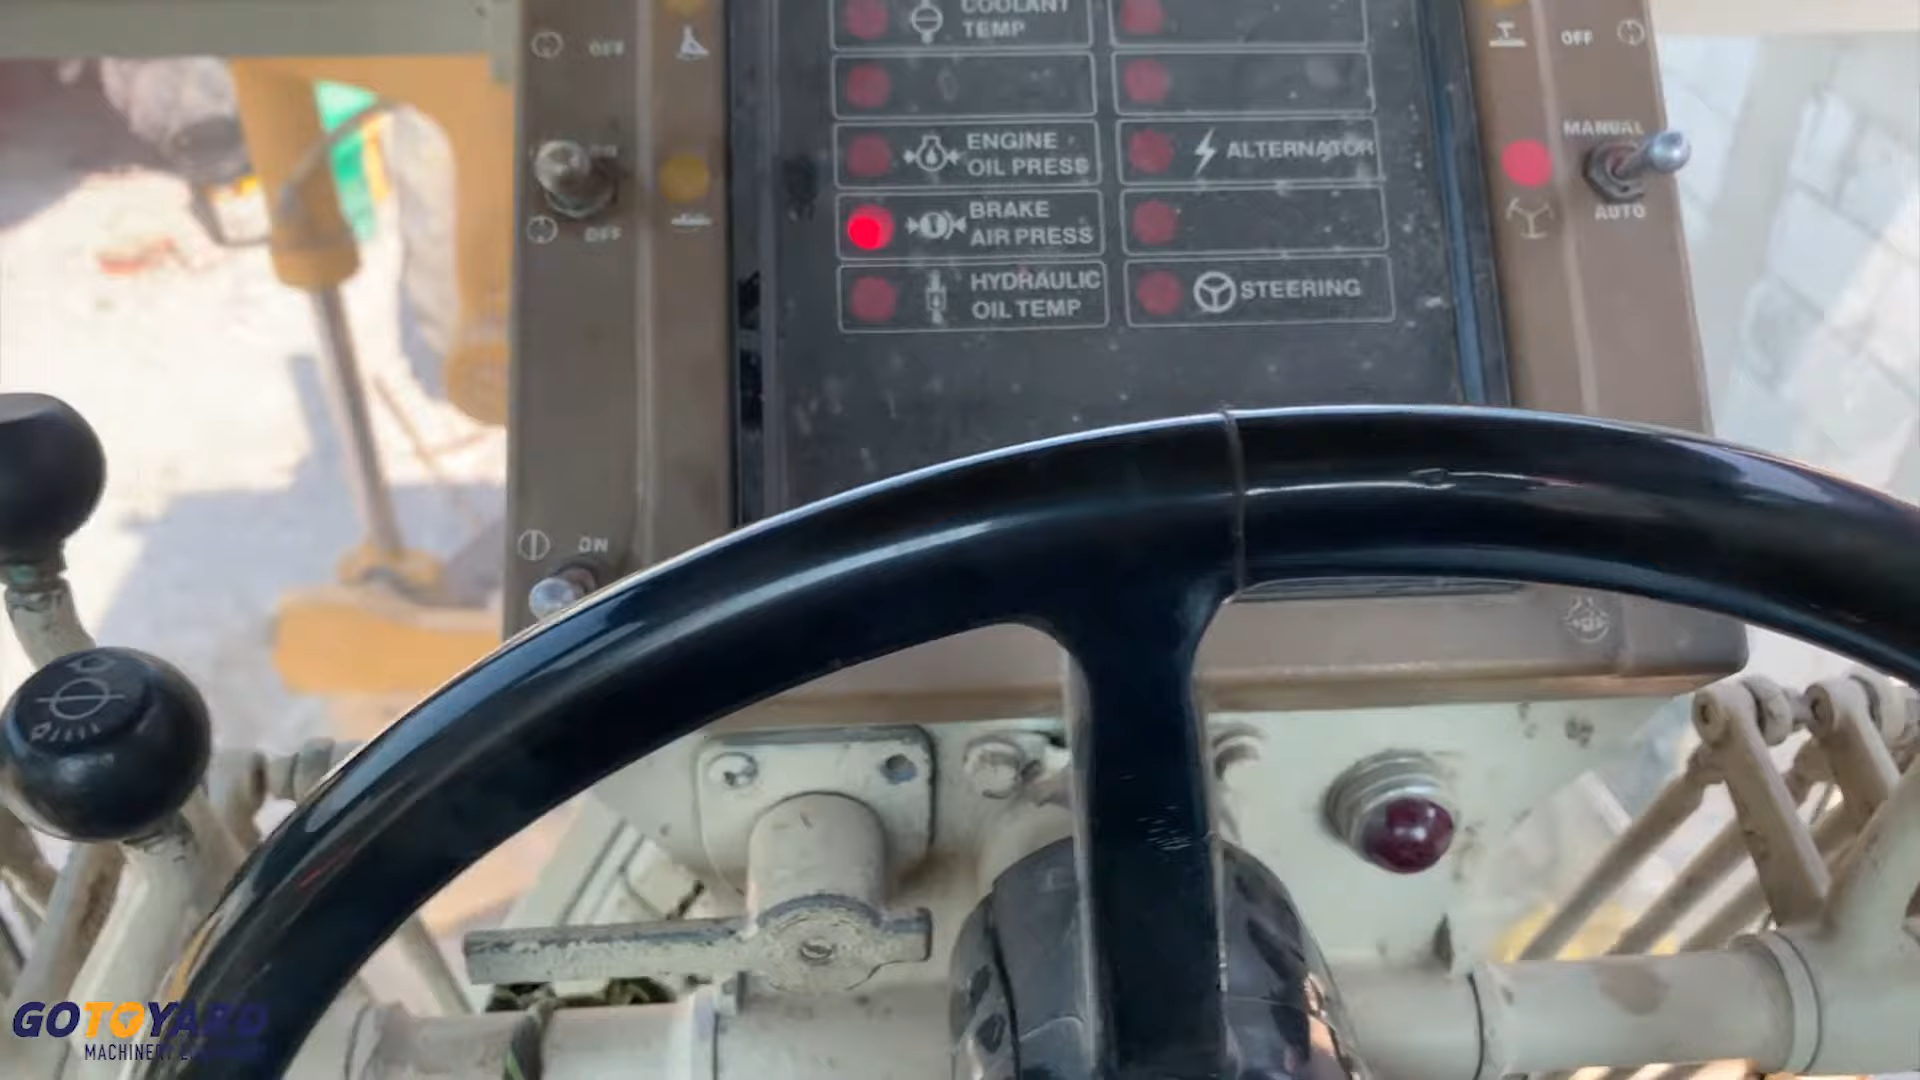 COOLANT
TEMP
OFF
OFF
ENGINE
OIL PRESS
ALTERNATOR
MANUAL
AUTO
BRAKE
AIR PRESS
OFF
HYDRAULIC
OIL TEMP
STEERING
ON
GOTOYARD
MACHINERY